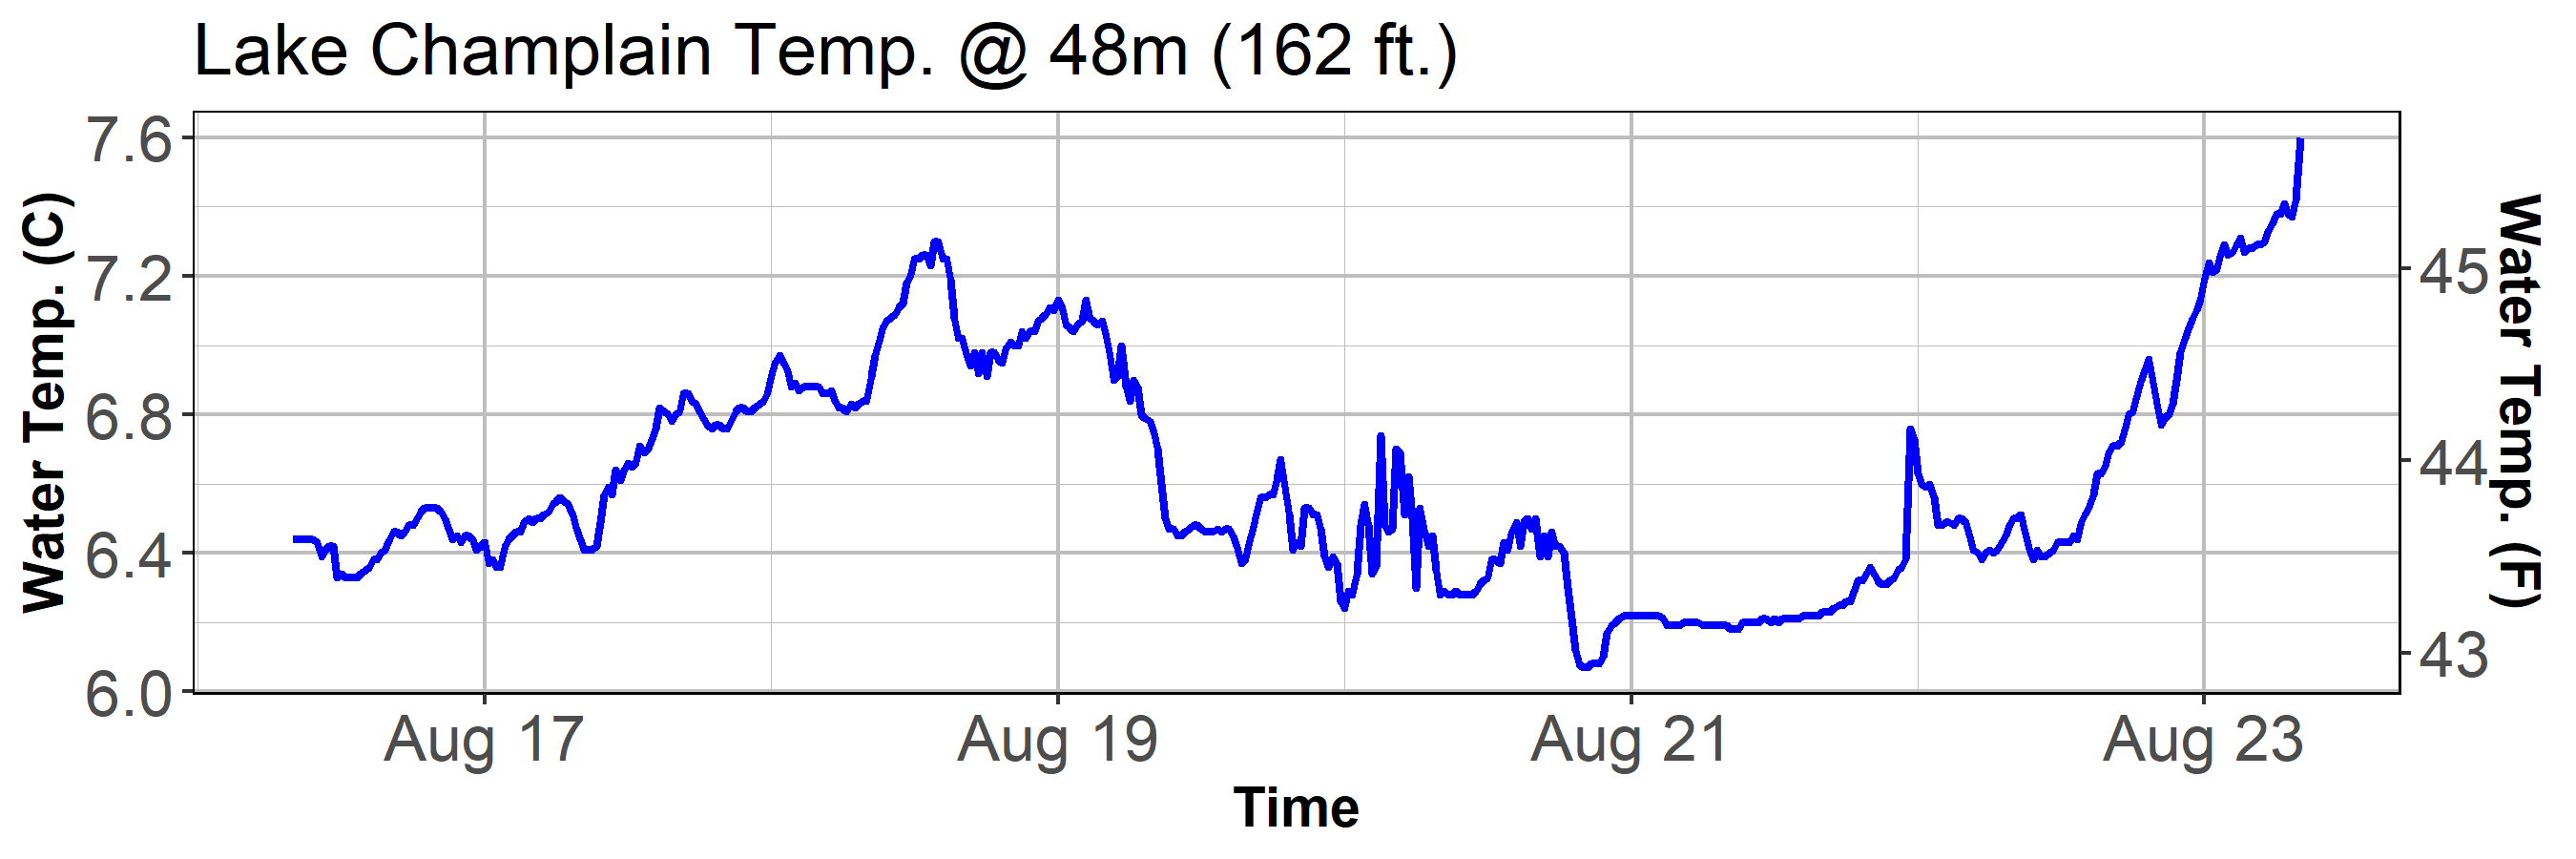 Lake Champlain Temp. @ 48m (162 ft.)
Water Temp. (C)
7.6
7.2
6.8
6.4
6.0
45
44
43
Water Temp. (F)
Aug 17 Aug 19 Aug 21 Aug 23
Time